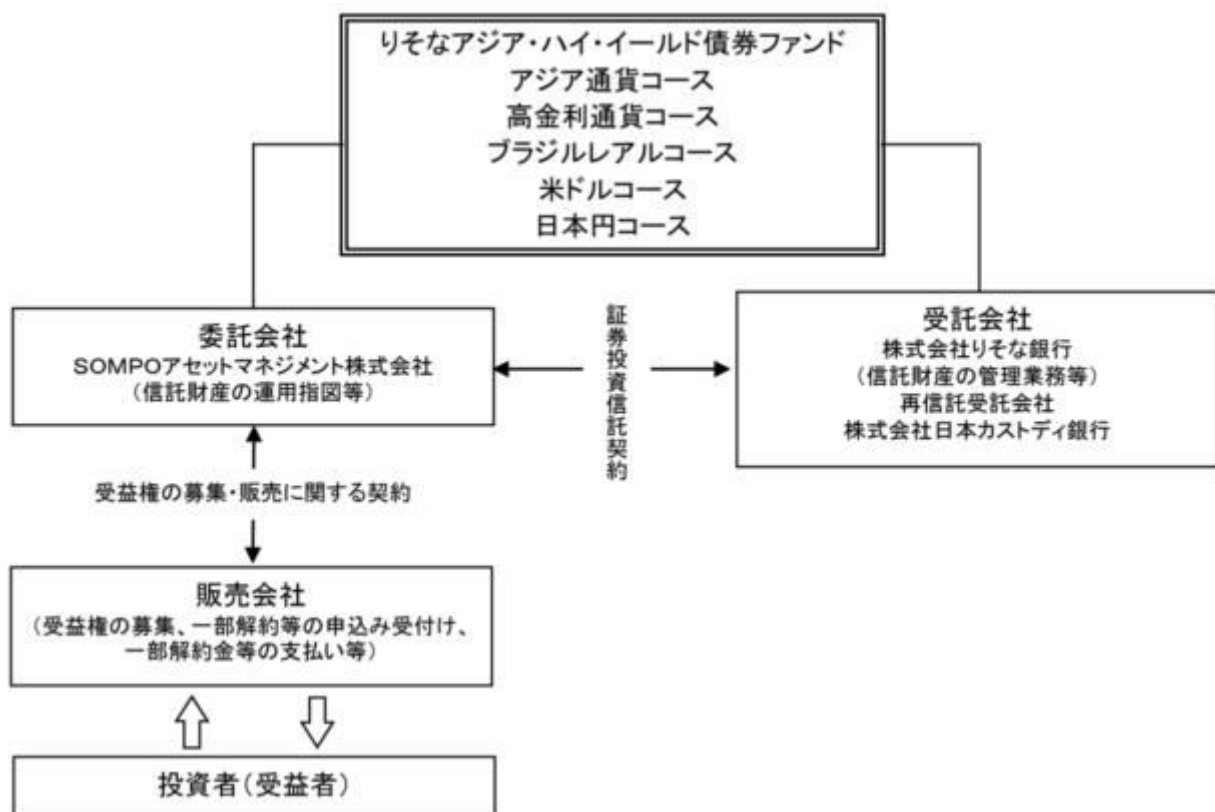 りそなアジア・ハイ・イールド債券ファンド
アジア通貨コース
高金利通貨コース
ブラジルレアルコース
米ドルコース
日本円コース
委託会社
SOMPOアセットマネジメント株式会社
（信託財産の運用指図等）
証券投資信託契約
受託会社
株式会社りそな銀行
（信託財産の管理業務等）
再信託受託会社
株式会社日本カストディ銀行
受益権の募集・販売に関する契約
販売会社
（受益権の募集、一部解約等の申込み受付け、
一部解約金等の支払い等）
投資者（受益者）